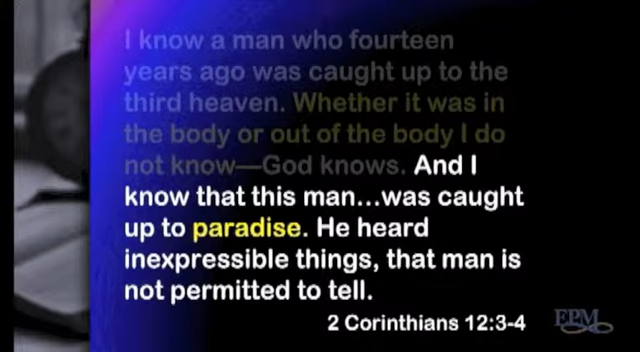 I know a man who fourteen
years ago was caught up to the
third heaven. Whether it was in
the body or out of the body I do
not know—God knows. And I
know that this man...was caught
up to paradise. He heard
inexpressible things, that man is
not permitted to tell.
2 Corinthians 12:3-4
EPM